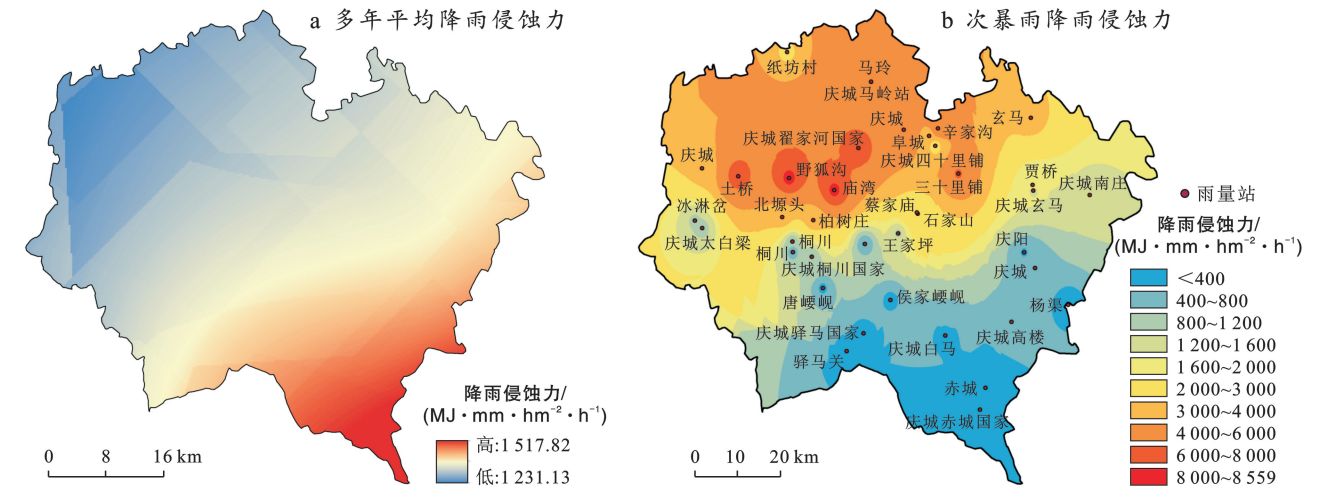 a 多年平均降雨侵蚀力
降雨侵蚀力/
(MJ·mm·hm⁻²·h⁻¹)
高:1 517.82
低:1 231.13
0 8 16 km
b 次暴雨降雨侵蚀力
纸坊村
马玲
庆城马岭站
庆城
玄马
辛家沟
阜城
庆城翟家河国家
庆城四十里铺
庆城
野狐沟
贾桥
土桥
庙湾
三十里铺
庆城南庄
冰淋岔
北塬头
蔡家庙
庆城玄马
柏树庄
石家山
庆城太白梁
桐川
王家坪
庆阳
桐川
庆城桐川国家
庆城
唐崾岘
侯家崾岘
杨渠
庆城驿马国家
庆城高楼
庆城白马
驿马关
赤城
庆城赤城国家
0 10 20 km
雨量站
降雨侵蚀力/
(MJ·mm·hm⁻²·h⁻¹)
<400
400~800
800~1 200
1 200~1 600
1 600~2 000
2 000~3 000
3 000~4 000
4 000~6 000
6 000~8 000
8 000~8 559